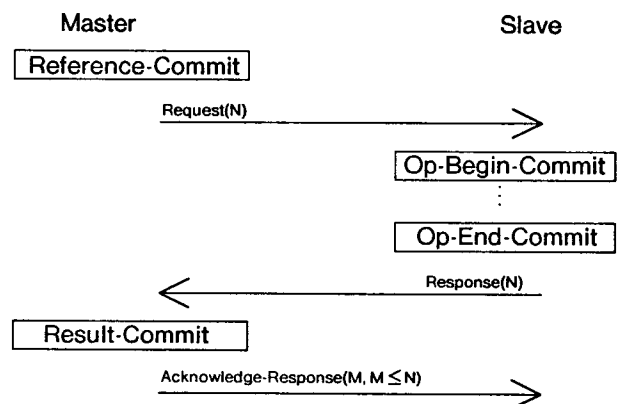 Master
Slave
Reference-Commit
Request(N)
Op-Begin-Commit
Op-End-Commit
Response(N)
Result-Commit
Acknowledge-Response(M, M ≤ N)